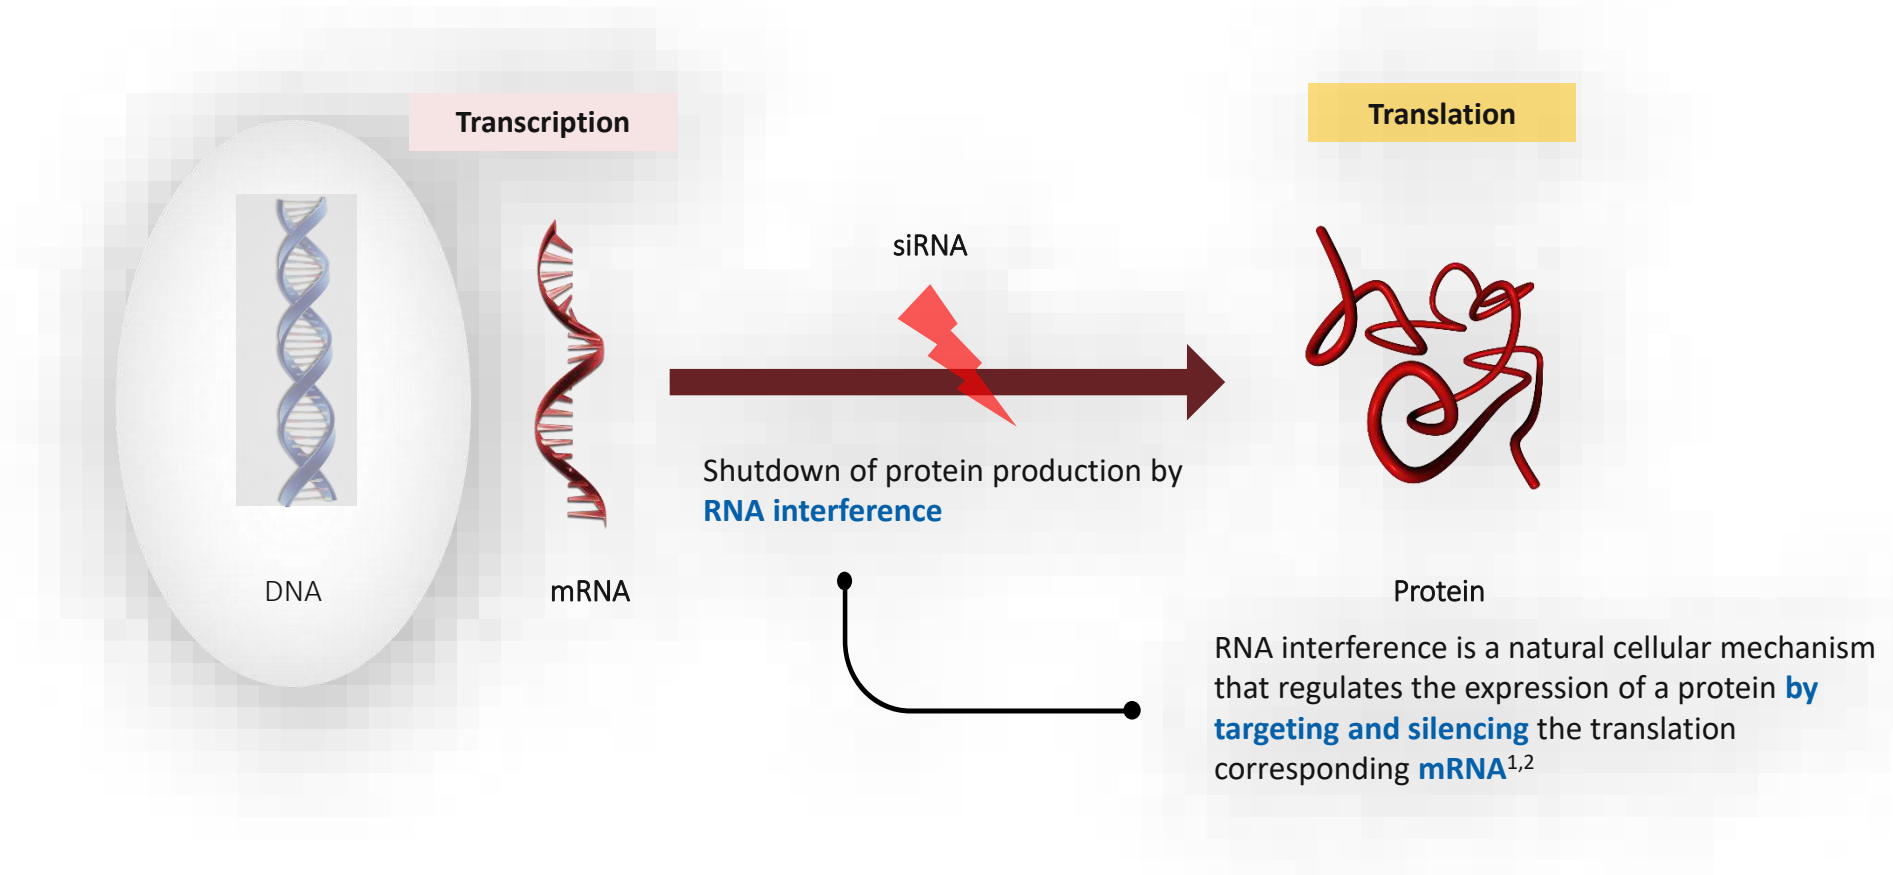 Transcription
Translation
siRNA
Shutdown of protein production by
RNA interference
DNA
mRNA
Protein
RNA interference is a natural cellular mechanism
that regulates the expression of a protein by
targeting and silencing the translation
corresponding mRNA1,2